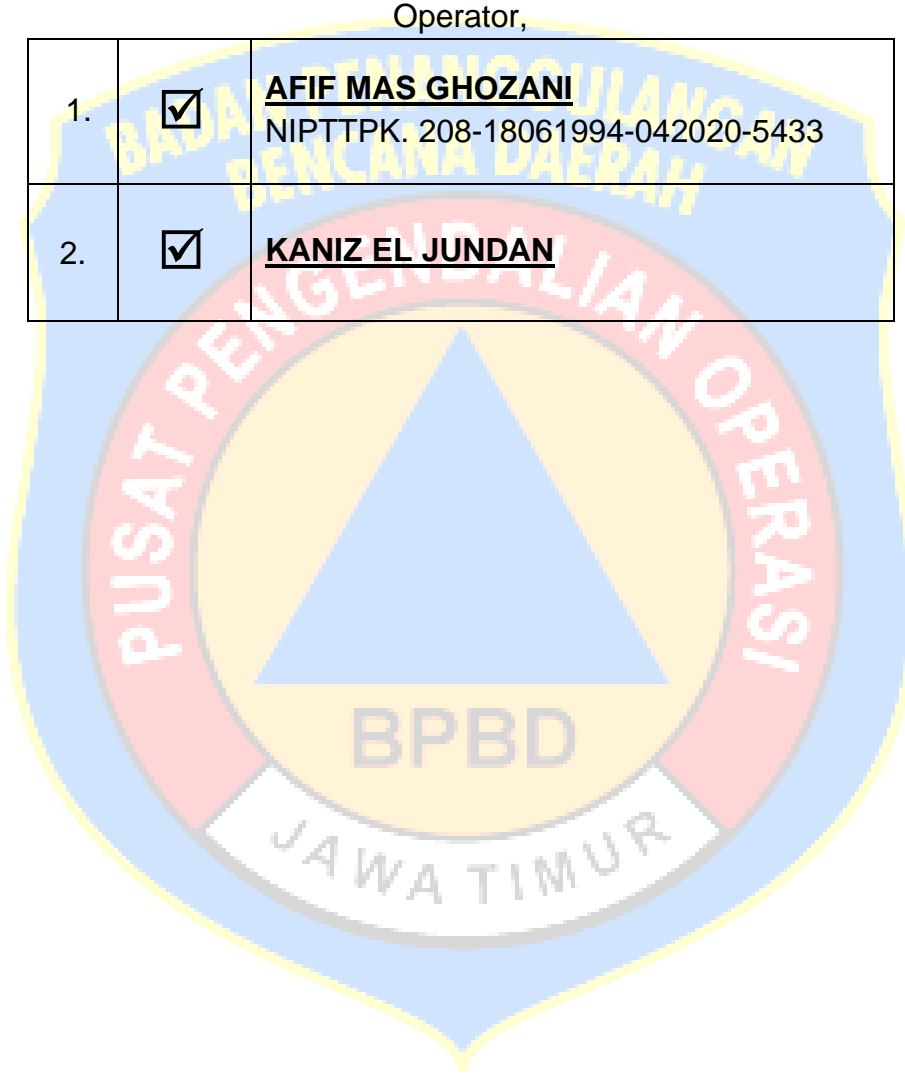 Operator,
1. ☑ AFIF MAS GHOZANI
NIPTTPK. 208-18061994-042020-5433
2. ☑ KANIZ EL JUNDAN
BADAN PENANGGULANGAN
BENCANA DAERAH
PUSAT PENGENDALIAN OPERASI
BPBD
JAWA TIMUR